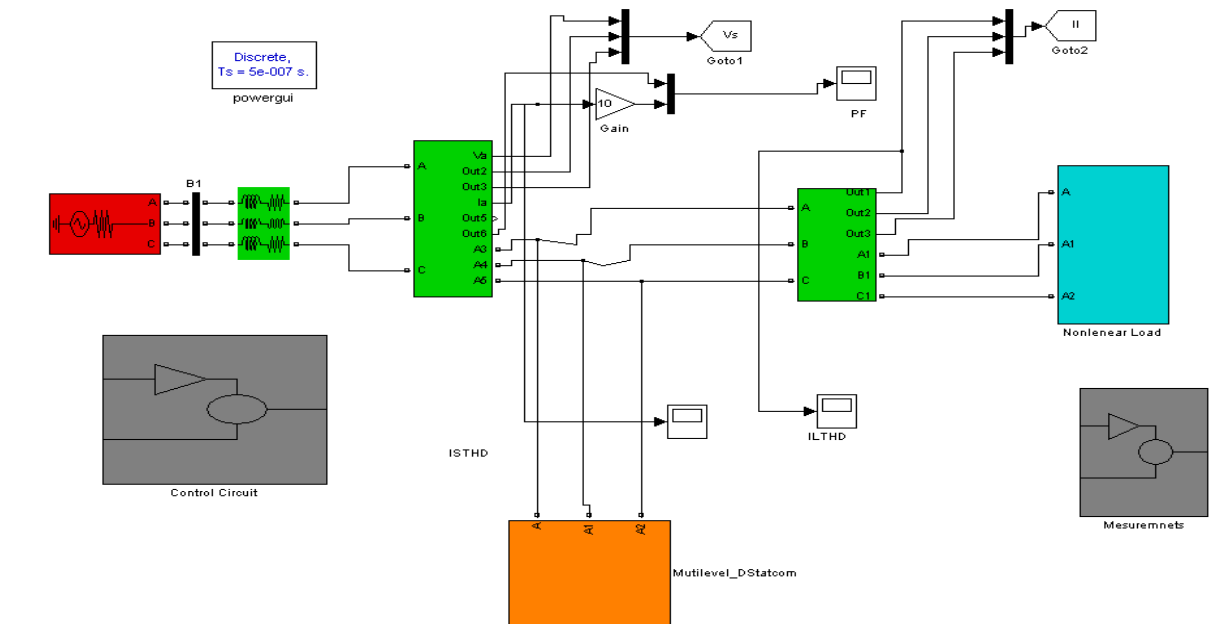 Discrete,
Ts = 5e-007 s.
powergui
Vs
Goto1
Il
Goto2
10
Gain
PF
B1
A
B
C
A
B
C
Va
Out2
Out3
Ia
Out5
Out6
A3
A4
A5
A
B
C
Out1
Out2
Out3
A1
B1
C1
A
A1
A2
Nonlenear Load
Control Circuit
ISTHD
ILTHD
Mesuremnets
A
A1
A2
Mutilevel_DStatcom